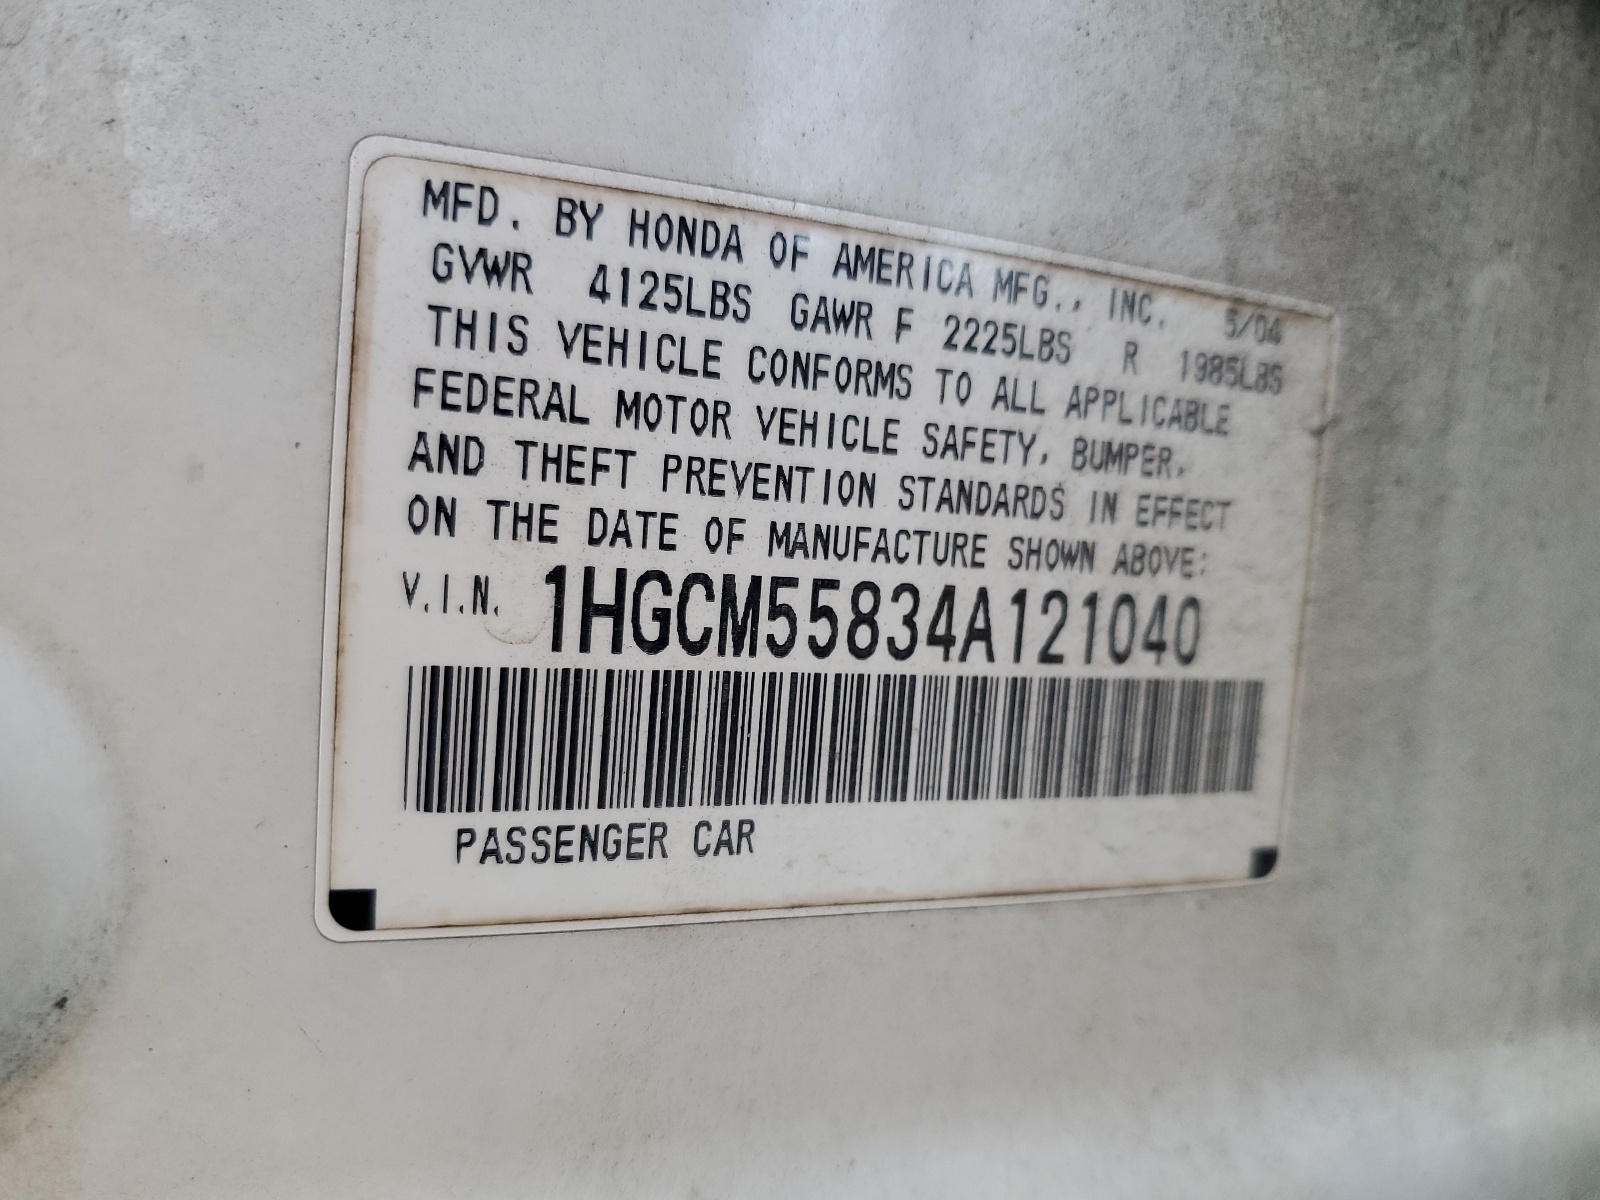 MFD. BY HONDA OF AMERICA MFG., INC. 5/04
GVWR 4125LBS GAWR F 2225LBS R 1985LBS
THIS VEHICLE CONFORMS TO ALL APPLICABLE
FEDERAL MOTOR VEHICLE SAFETY, BUMPER,
AND THEFT PREVENTION STANDARDS IN EFFECT
ON THE DATE OF MANUFACTURE SHOWN ABOVE:
V.I.N. 1HGCM55834A121040
PASSENGER CAR